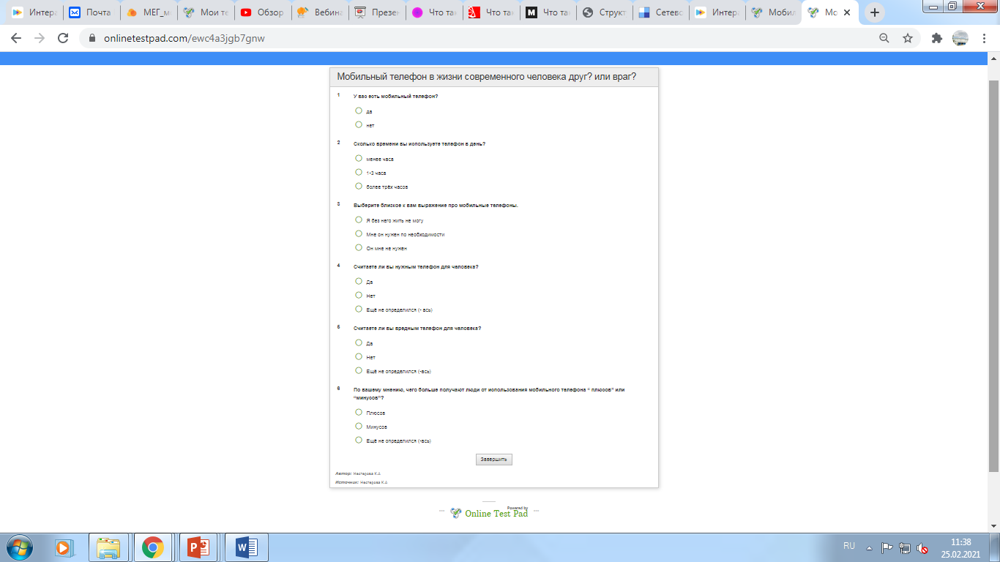 Интера
Почта
МЕГ_м
Мои те
Обзор
Вебина
Презен
Что так
Что так
Что так
Структ
Сетево
Интера
Мобил
Мо
onlinetestpad.com/ewc4a3jgb7gnw
Мобильный телефон в жизни современного человека друг? или враг?
1 У вас есть мобильный телефон?
да
нет
2 Сколько времени вы используете телефон в день?
менее часа
1-3 часа
более трёх часов
3 Выберите близкое к вам выражение про мобильные телефоны.
Я без него жить не могу
Мне он нужен по необходимости
Он мне не нужен
4 Считаете ли вы нужным телефон для человека?
Да
Нет
Ещё не определился (- ась)
5 Считаете ли вы вредным телефон для человека?
Да
Нет
Ещё не определился (-ась)
6 По вашему мнению, чего больше получают люди от использования мобильного телефона “ плюсов” или
“минусов”?
Плюсов
Минусов
Ещё не определился (-ась)
Завершить
Автор: Нестерова К.А
Источник: Нестерова К.А
Powered by
Online Test Pad
RU
11:38
25.02.2021